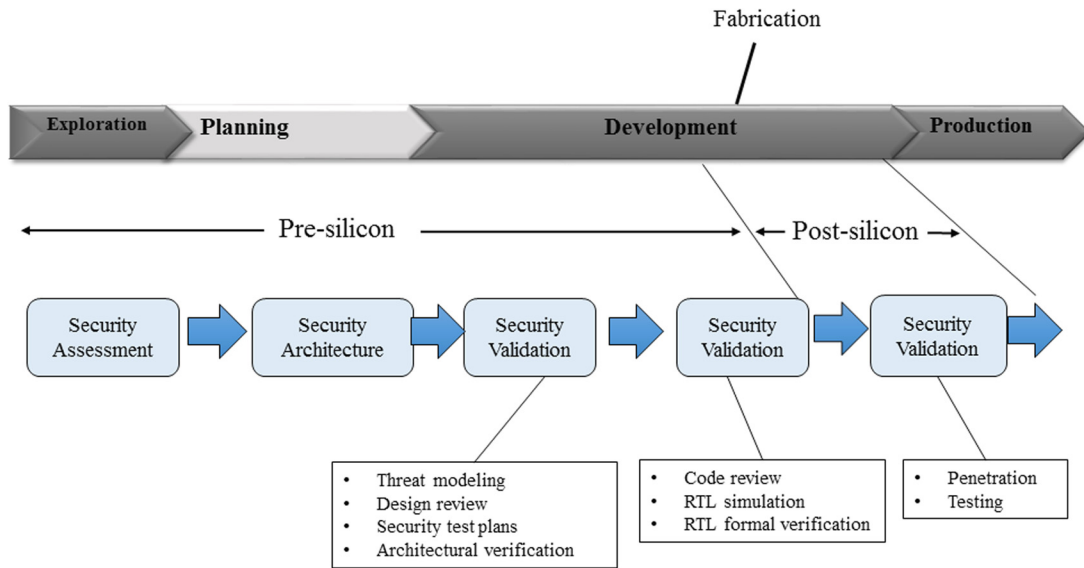 Fabrication
Exploration
Planning
Development
Production
Pre-silicon
Post-silicon
Security
Assessment
Security
Architecture
Security
Validation
Security
Validation
Security
Validation
• Threat modeling
• Design review
• Security test plans
• Architectural verification
• Code review
• RTL simulation
• RTL formal verification
• Penetration
• Testing